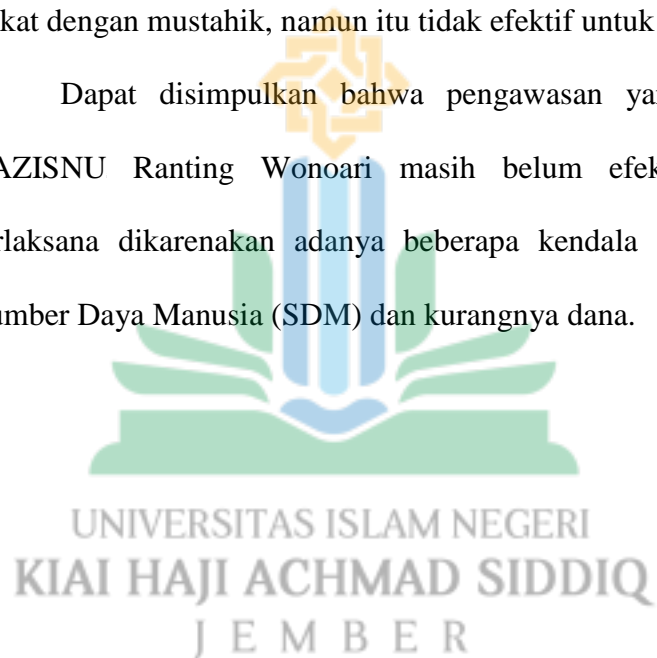 kat dengan mustahik, namun itu tidak efektif untuk
Dapat disimpulkan bahwa pengawasan ya
AZISNU Ranting Wonoari masih belum efek
rlaksana dikarenakan adanya beberapa kendala
umber Daya Manusia (SDM) dan kurangnya dana.
UNIVERSITAS ISLAM NEGERI
KIAI HAJI ACHMAD SIDDIQ
JEMBER